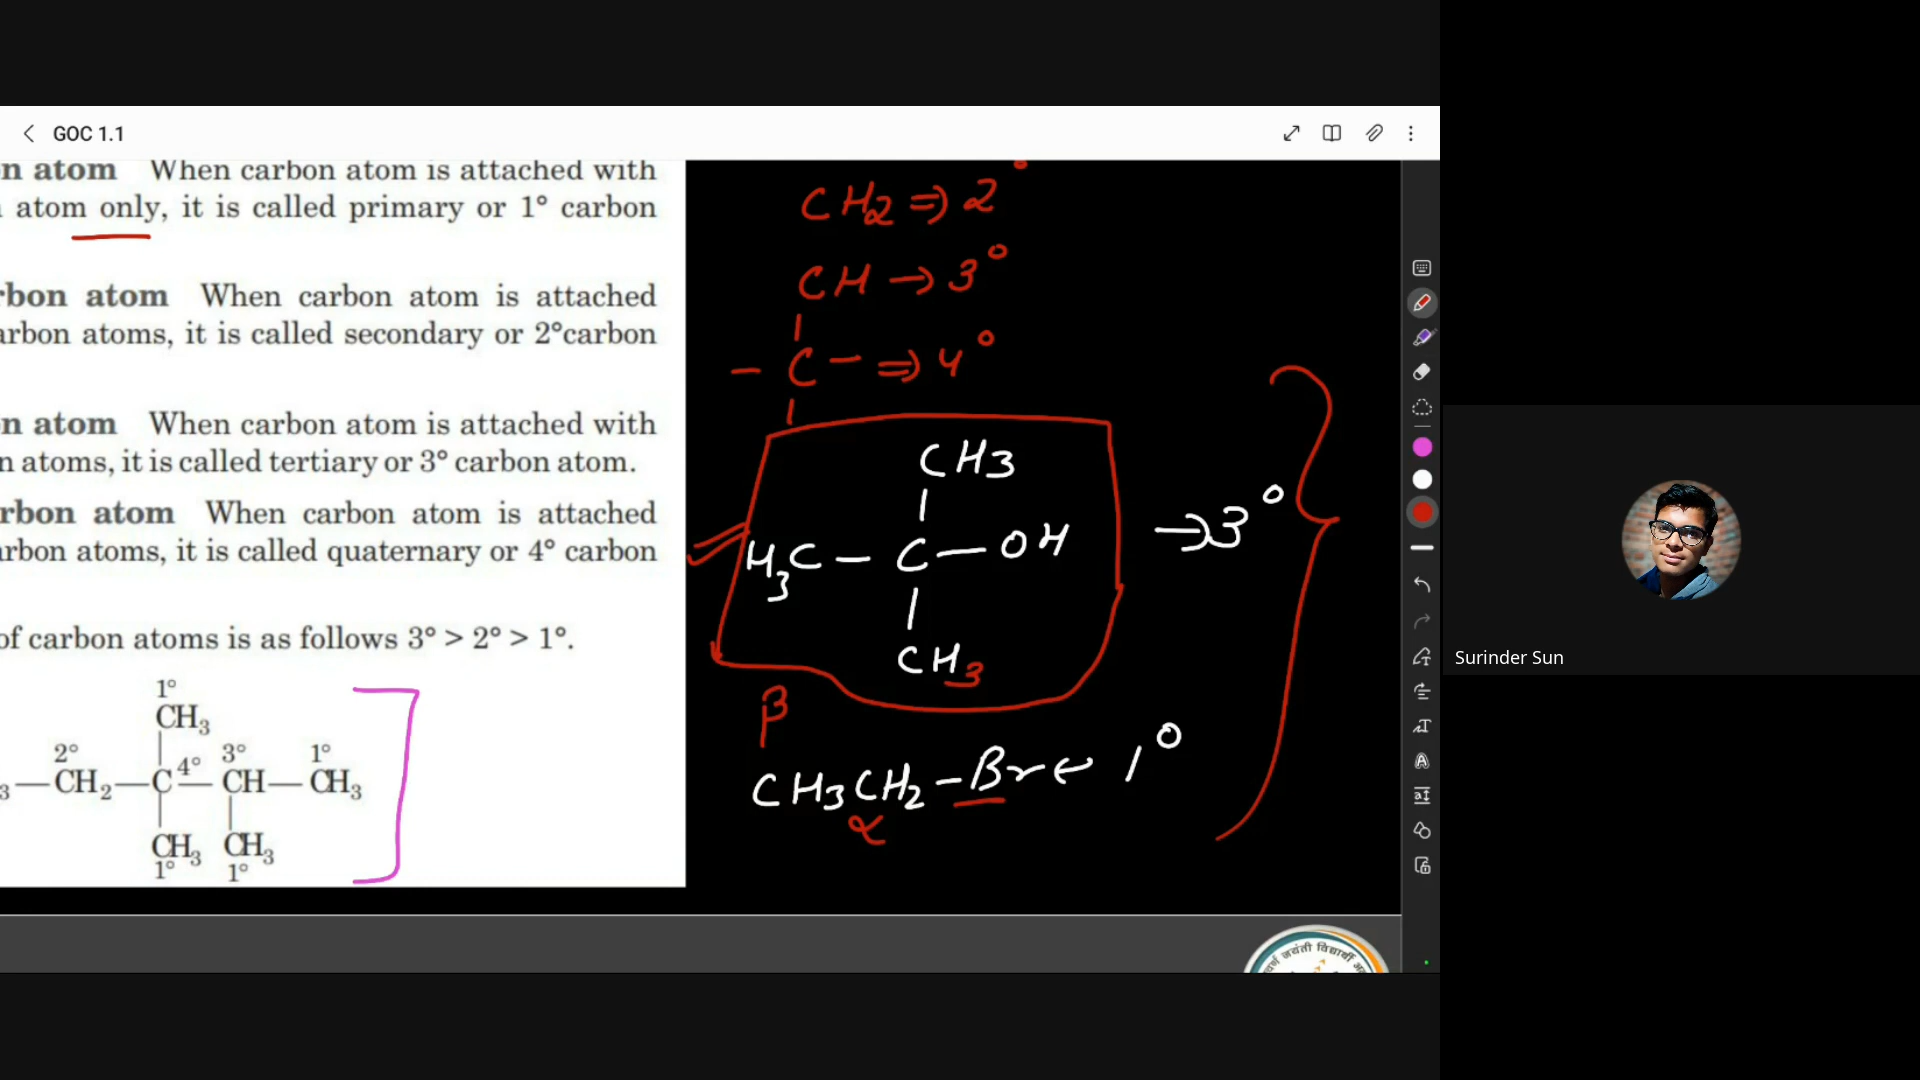 GOC 1.1
n atom When carbon atom is attached with
atom only, it is called primary or 1° carbon
rbon atom When carbon atom is attached
arbon atoms, it is called secondary or 2°carbon
n atom When carbon atom is attached with
n atoms, it is called tertiary or 3° carbon atom.
rbon atom When carbon atom is attached
arbon atoms, it is called quaternary or 4° carbon
of carbon atoms is as follows 3° > 2° > 1°.
1°
CH3
2° 4° 3° 1°
3—CH2—C—CH—CH3
CH3 CH3
1° 1°
CH2 ⇒ 2°
CH → 3°
– C – ⇒ 4°
CH3
H3C – C – OH → 3°
CH3
β
CH3CH2 – Br ← 1°
α
Surinder Sun